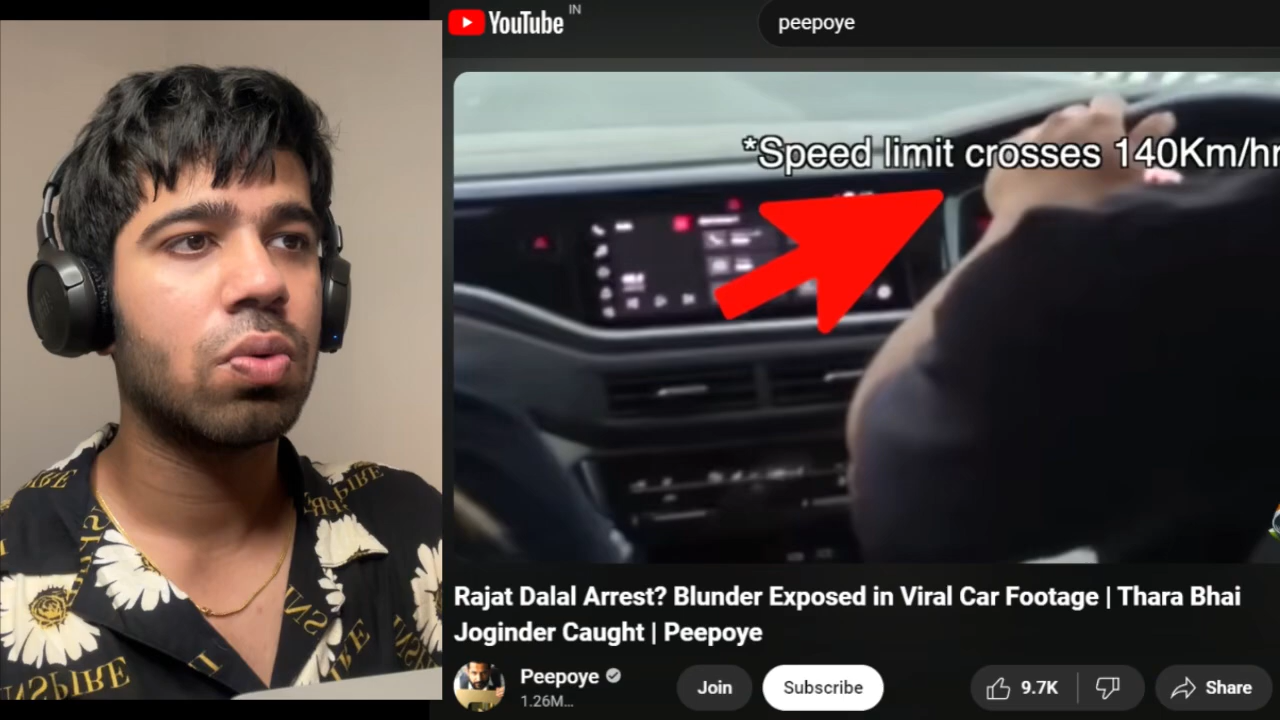 YouTube IN
peepoye
*Speed limit crosses 140Km/hr
Rajat Dalal Arrest? Blunder Exposed in Viral Car Footage | Thara Bhai
Joginder Caught | Peepoye
Peepoye
1.26M...
Join
Subscribe
9.7K
Share